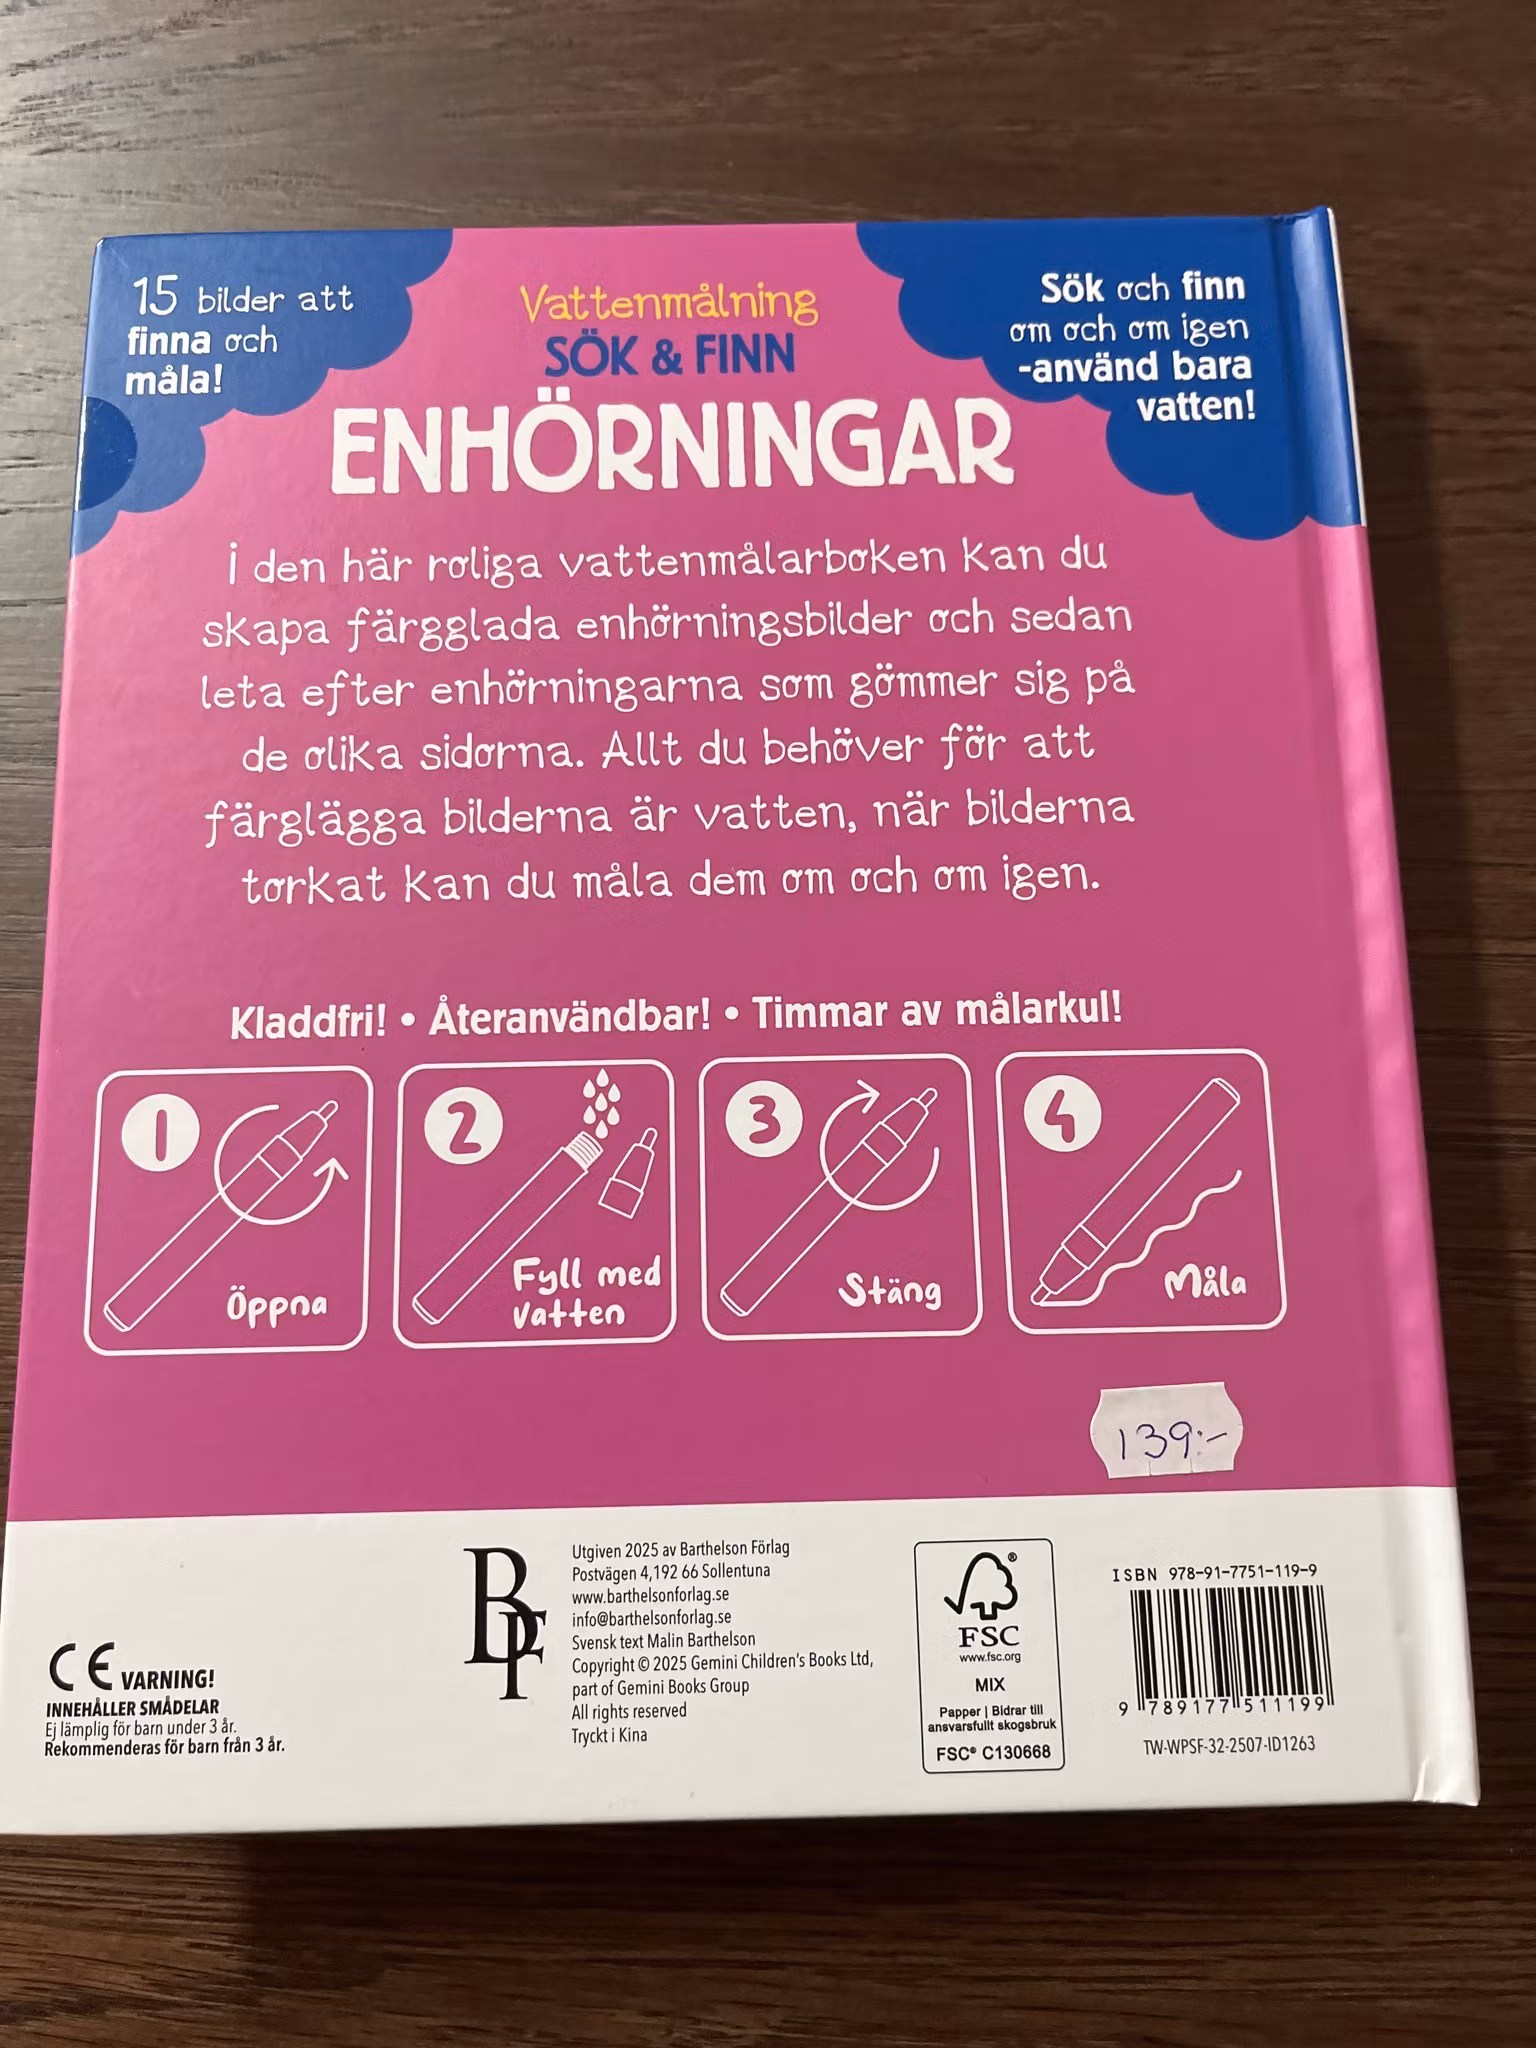 15 bilder att
finna och
måla!
Vattenmålning
SÖK & FINN
ENHÖRNINGAR
Sök och finn
om och om igen
-använd bara
vatten!
I den här roliga vattenmålarboken kan du
skapa färgglada enhörningsbilder och sedan
leta efter enhörningarna som gömmer sig på
de olika sidorna. Allt du behöver för att
färglägga bilderna är vatten, när bilderna
torkat kan du måla dem om och om igen.
Kladdfri! • Återanvändbar! • Timmar av målarkul!
1
Öppna
2
Fyll med
vatten
3
Stäng
4
Måla
139:-
CE VARNING!
INNEHÅLLER SMÅDELAR
Ej lämplig för barn under 3 år.
Rekommenderas för barn från 3 år.
BF
Utgiven 2025 av Barthelson Förlag
Postvägen 4,192 66 Sollentuna
www.barthelsonforlag.se
info@barthelsonforlag.se
Svensk text Malin Barthelson
Copyright © 2025 Gemini Children's Books Ltd,
part of Gemini Books Group
All rights reserved
Tryckt i Kina
®
FSC
www.fsc.org
MIX
Papper | Bidrar till
ansvarsfullt skogsbruk
FSC® C130668
ISBN 978-91-7751-119-9
9 789177 511199
TW-WPSF-32-2507-ID1263